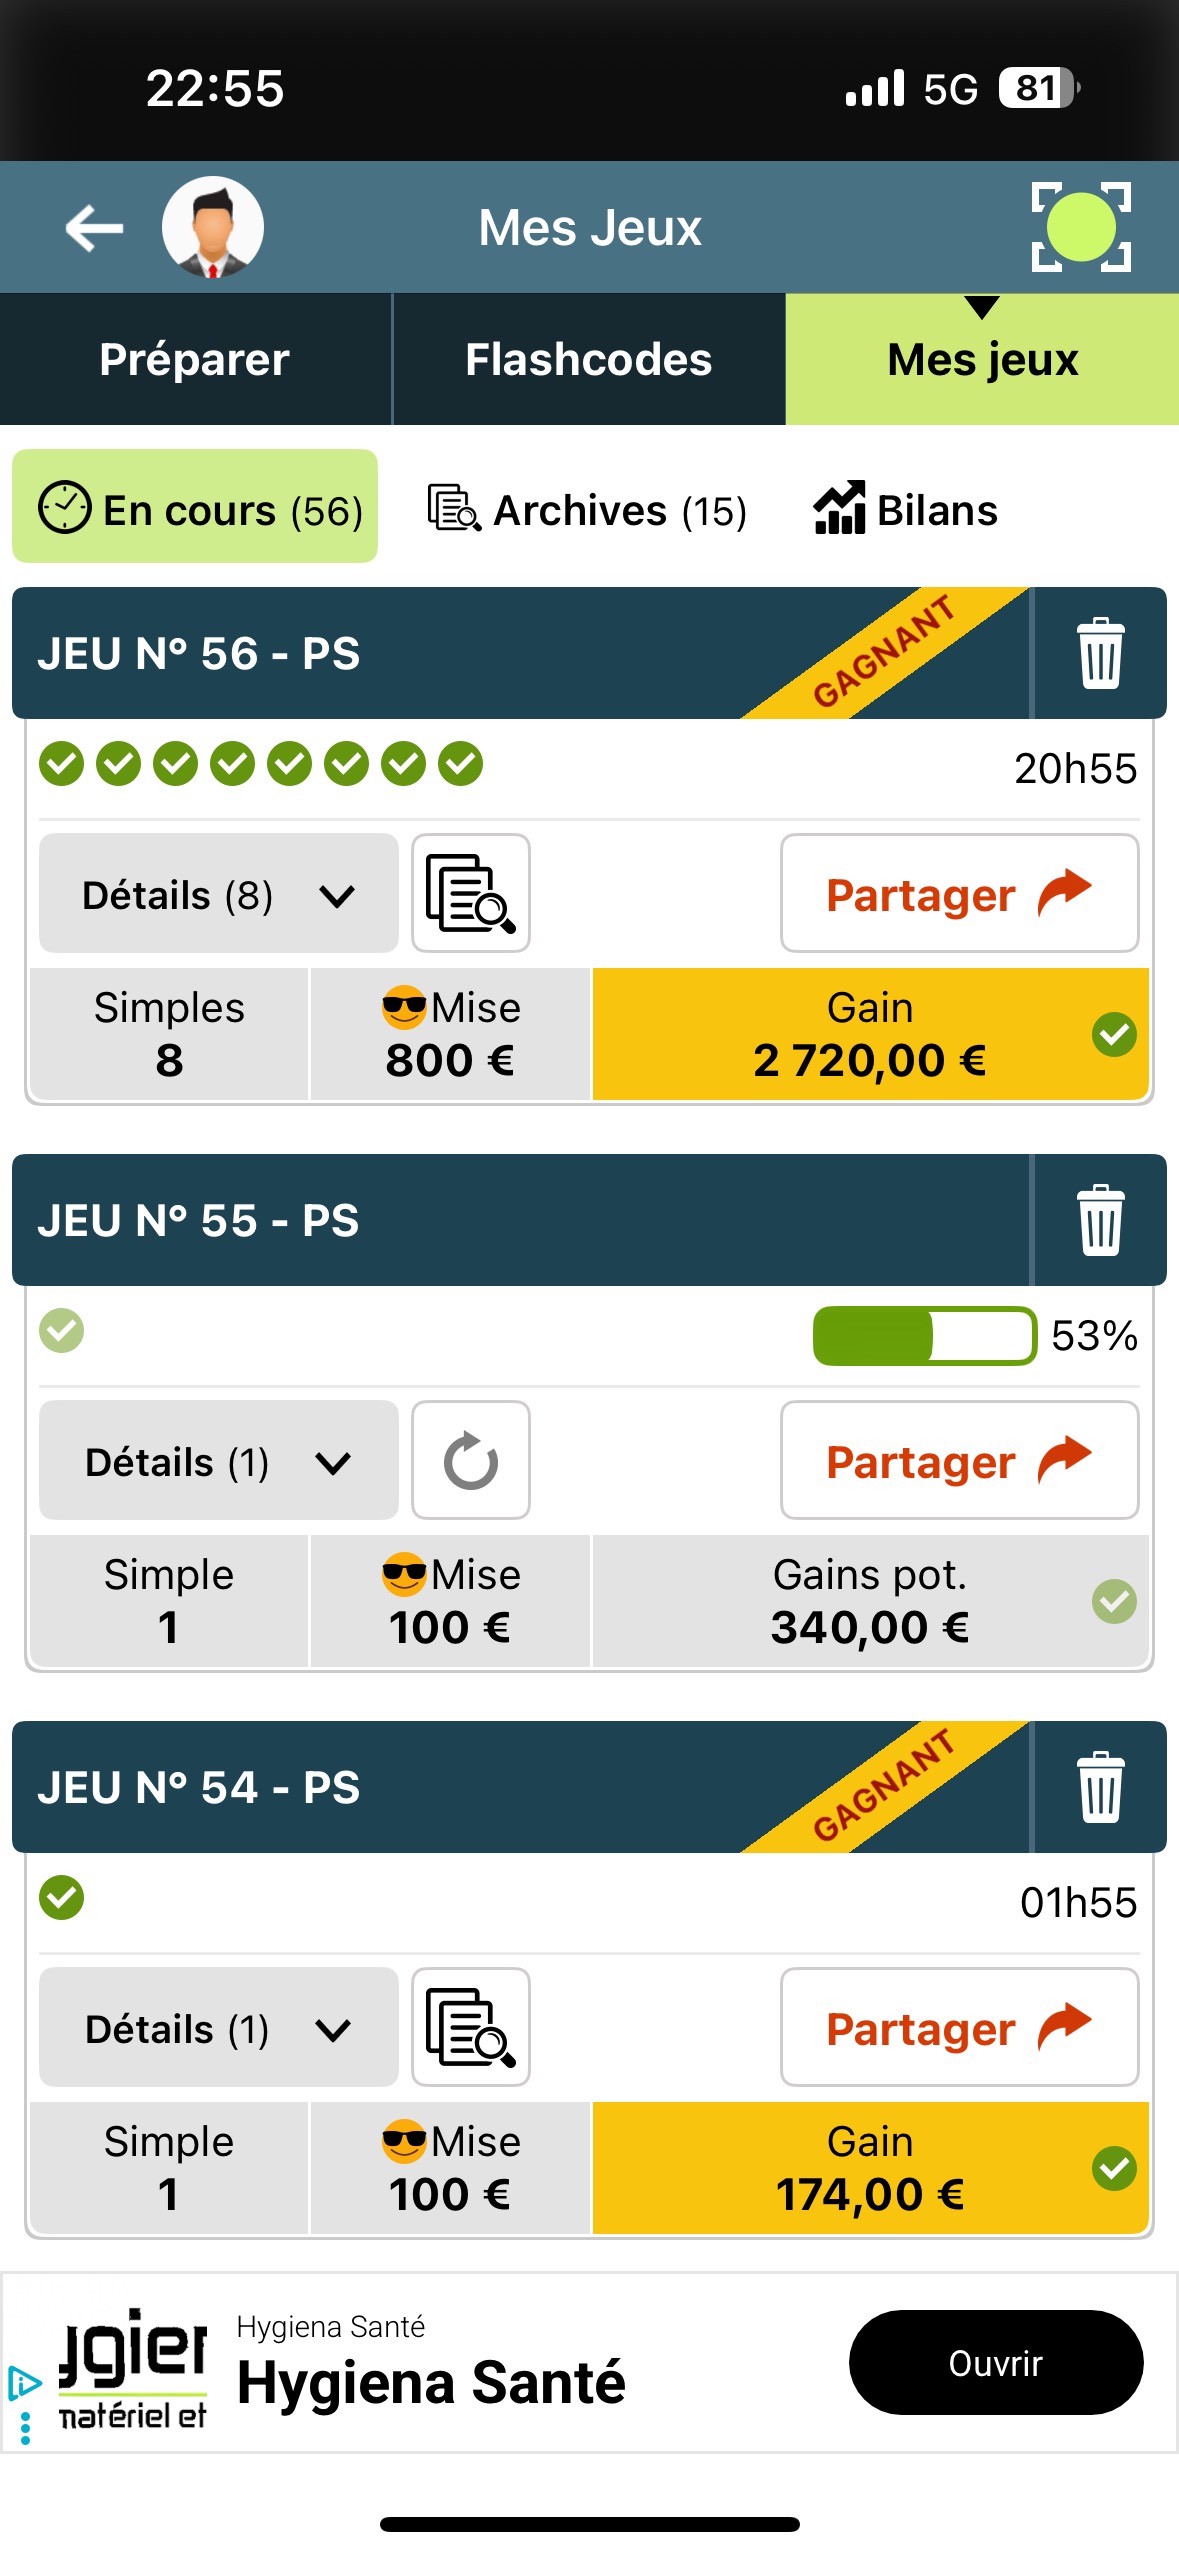 22:55
5G 81
Mes Jeux
Préparer Flashcodes Mes jeux
En cours (56) Archives (15) Bilans
JEU N° 56 - PS GAGNANT
20h55
Détails (8) Partager
Simples Mise Gain
8 800 € 2 720,00 €
JEU N° 55 - PS
53%
Détails (1) Partager
Simple Mise Gains pot.
1 100 € 340,00 €
JEU N° 54 - PS GAGNANT
01h55
Détails (1) Partager
Simple Mise Gain
1 100 € 174,00 €
Hygiena Santé
Hygiena Santé
Ouvrir
matériel et